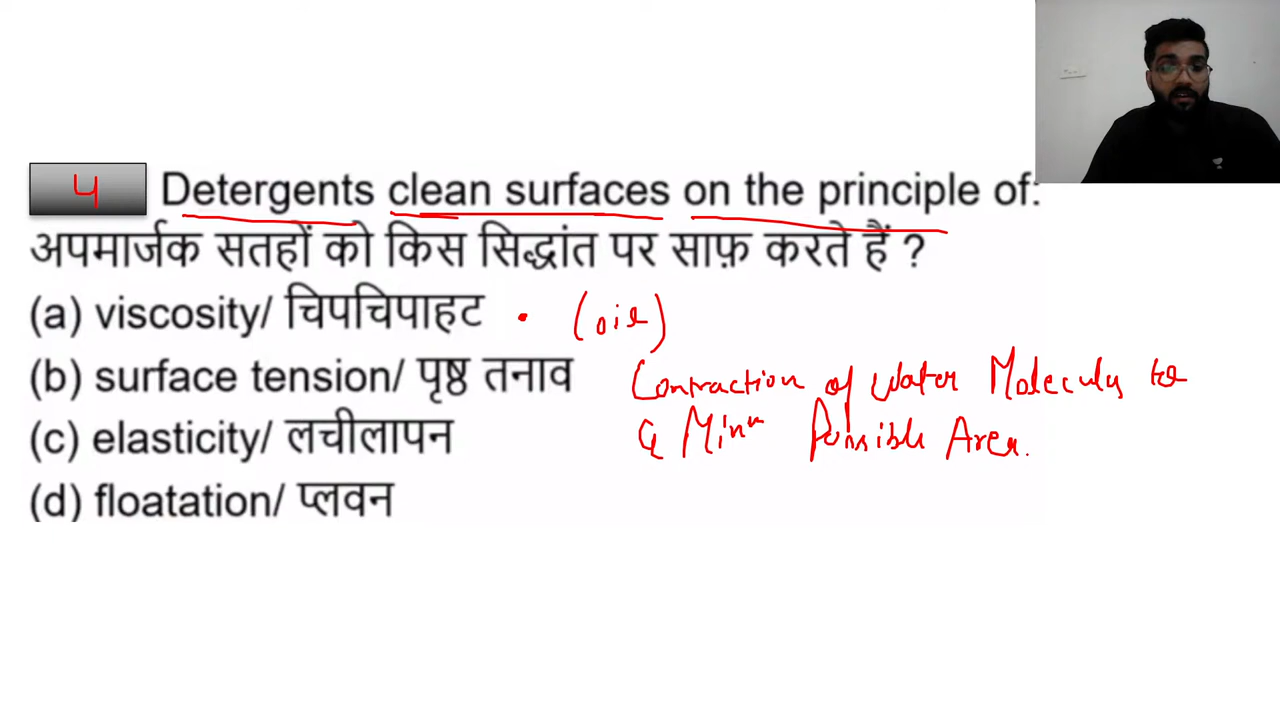 4 Detergents clean surfaces on the principle of:
अपमार्जक सतहों को किस सिद्धांत पर साफ़ करते हैं ?
(a) viscosity/ चिपचिपाहट • (oil)
(b) surface tension/ पृष्ठ तनाव
Contraction of Water Molecules to
a Minm Possible Area.
(c) elasticity/ लचीलापन
(d) floatation/ प्लवन